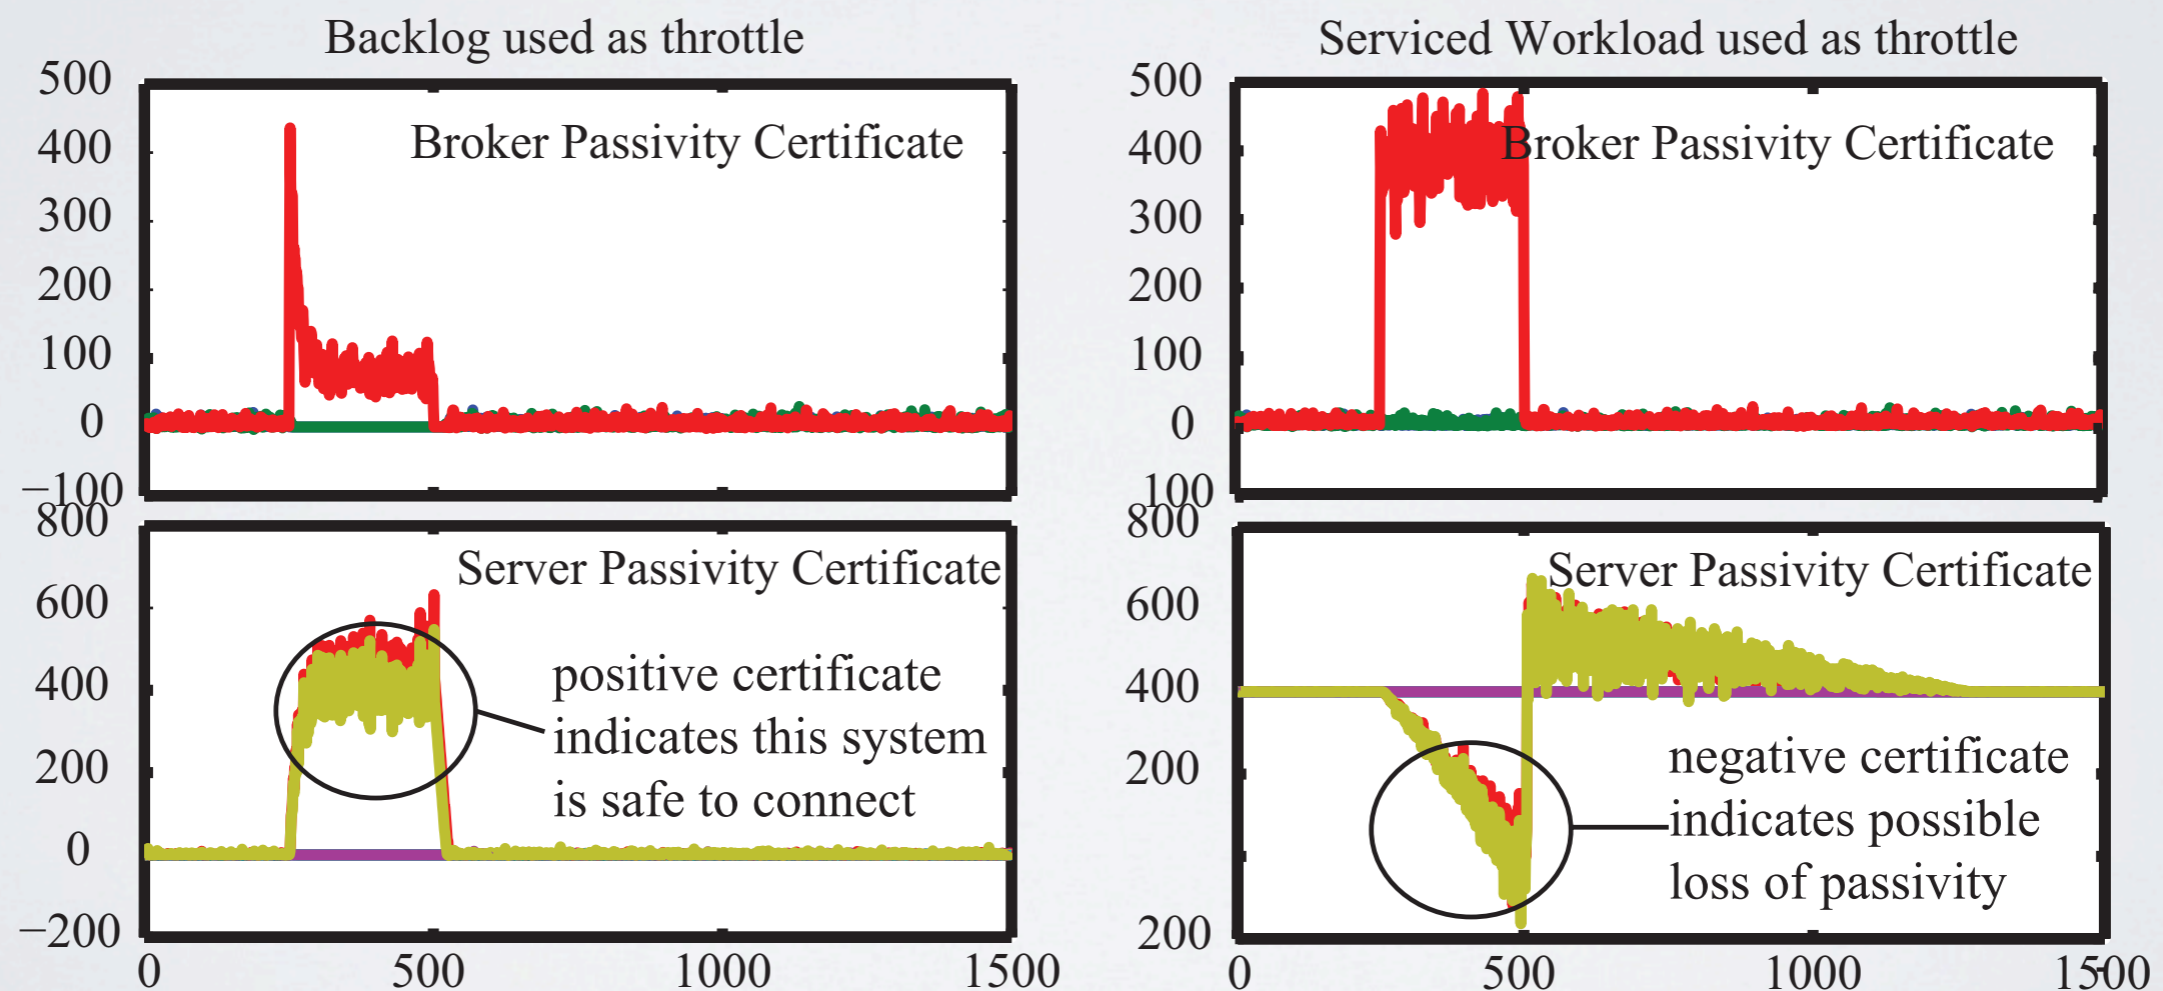 Backlog used as throttle
500
400
300
200
100
0
−100
Broker Passivity Certificate
800
600
400
200
0
−200
Server Passivity Certificate
positive certificate
indicates this system
is safe to connect
0 500 1000 1500
Serviced Workload used as throttle
500
400
300
200
100
0
100
Broker Passivity Certificate
800
600
400
200
200
Server Passivity Certificate
negative certificate
indicates possible
loss of passivity
0 500 1000 1500